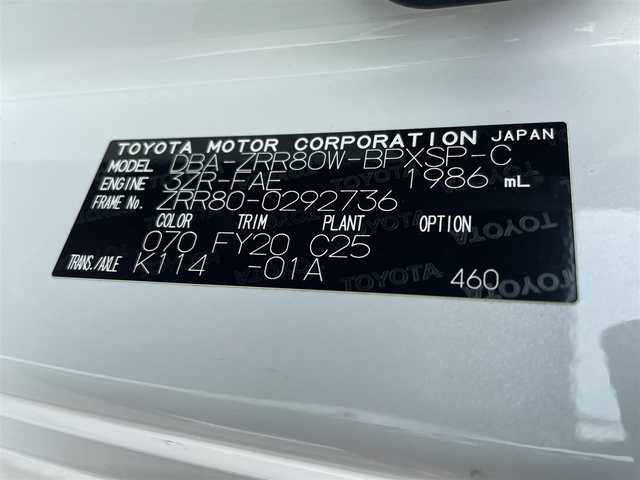 TOYOTA MOTOR CORPORATION JAPAN
MODEL DBA-ZRR80W-BPXSP-C
ENGINE 3ZR-FAE 1986 mL
FRAME No. ZRR80-0292736
COLOR TRIM PLANT OPTION
070 FY20 C25
TRANS./AXLE K114 -01A
460